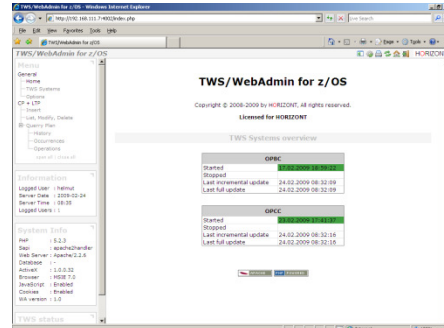 TWS/WebAdmin for z/OS - Windows Internet Explorer
http://192.168.111.7:4002/index.php
Live Search
File Edit View Favorites Tools Help
TWS/WebAdmin for z/OS
Page Tools
TWS/WebAdmin for z/OS
HORIZON
Menu
General
Home
TWS Systems
Options
CP + LTP
Insert
List, Modify, Delete
Query Plan
History
Occurrences
Operations
open all | close all
Information
Logged User : Helmut
Server Date : 2009-02-24
Server Time : 08:35
Logged Users : 1
System Info
PHP : 5.2.3
Sapi : apache2handler
Web Server : Apache/2.2.6
Database : -
ActiveX : 1.0.0.32
Browser : MSIE 7.0
JavaScript : Enabled
Cookies : Enabled
WA version : 1.0
TWS status
TWS/WebAdmin for z/OS
Copyright © 2008-2009 by HORIZONT, All rights reserved.
Licensed for
HORIZONT
TWS Systems overview
OPBC
Started 17.02.2009 18:59:22
Stopped
Last incremental update 24.02.2009 08:32:09
Last full update 24.02.2009 08:32:09
OPCC
Started 23.02.2009 17:41:37
Stopped
Last incremental update 24.02.2009 08:32:16
Last full update 24.02.2009 08:32:16